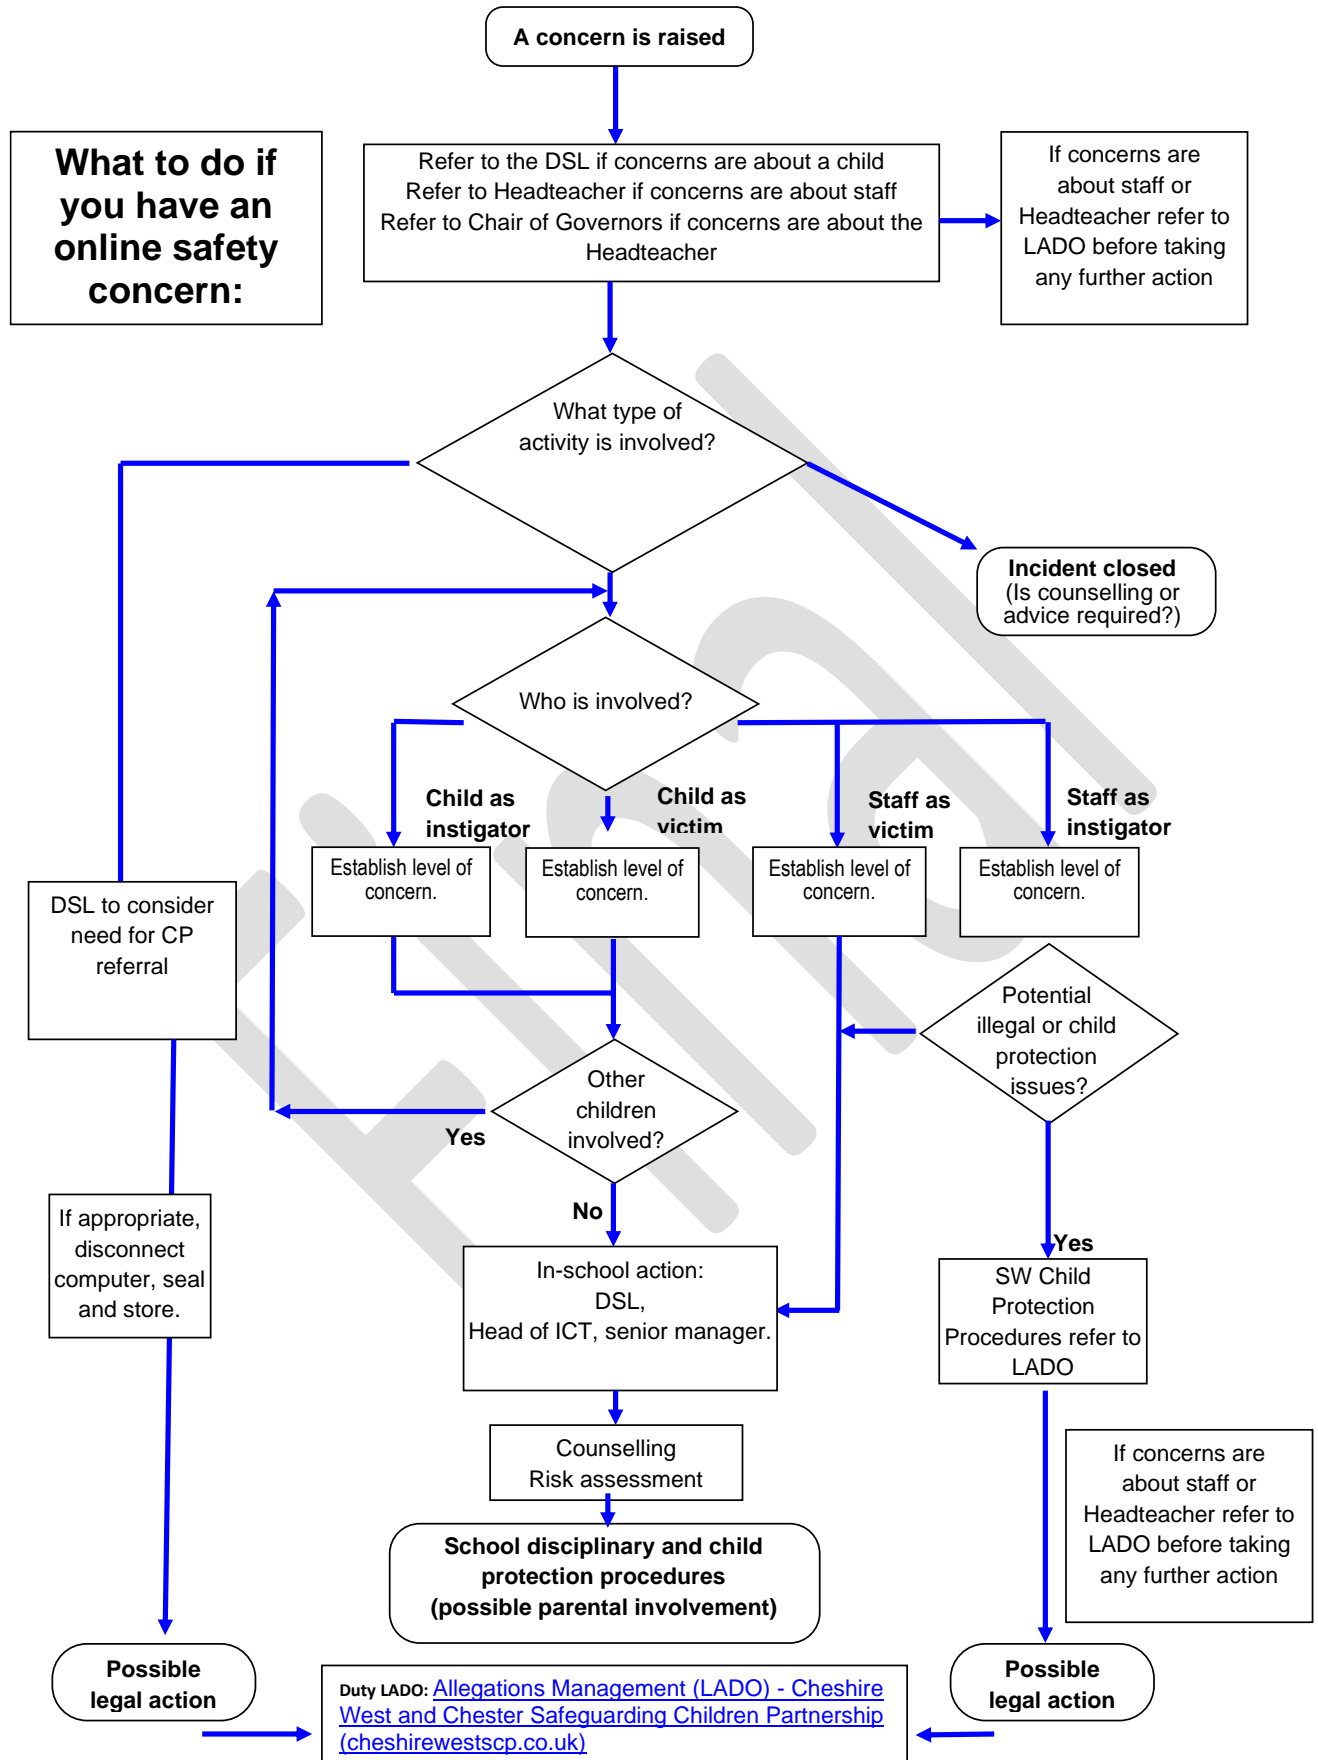 A concern is raised
What to do if
you have an
online safety
concern:
Refer to the DSL if concerns are about a child
Refer to Headteacher if concerns are about staff
Refer to Chair of Governors if concerns are about the
Headteacher
If concerns are
about staff or
Headteacher refer to
LADO before taking
any further action
What type of
activity is involved?
Incident closed
(Is counselling or
advice required?)
Who is involved?
Child as
instigator
Child as
victim
Staff as
victim
Staff as
instigator
Establish level of
concern.
Establish level of
concern.
Establish level of
concern.
Establish level of
concern.
DSL to consider
need for CP
referral
Potential
illegal or child
protection
issues?
Other
children
involved?
Yes
No
If appropriate,
disconnect
computer, seal
and store.
In-school action:
DSL,
Head of ICT, senior manager.
Yes
SW Child
Protection
Procedures refer to
LADO
Counselling
Risk assessment
If concerns are
about staff or
Headteacher refer to
LADO before taking
any further action
School disciplinary and child
protection procedures
(possible parental involvement)
Possible
legal action
Possible
legal action
Duty LADO: Allegations Management (LADO) - Cheshire
West and Chester Safeguarding Children Partnership
(cheshirewestscp.co.uk)
Final